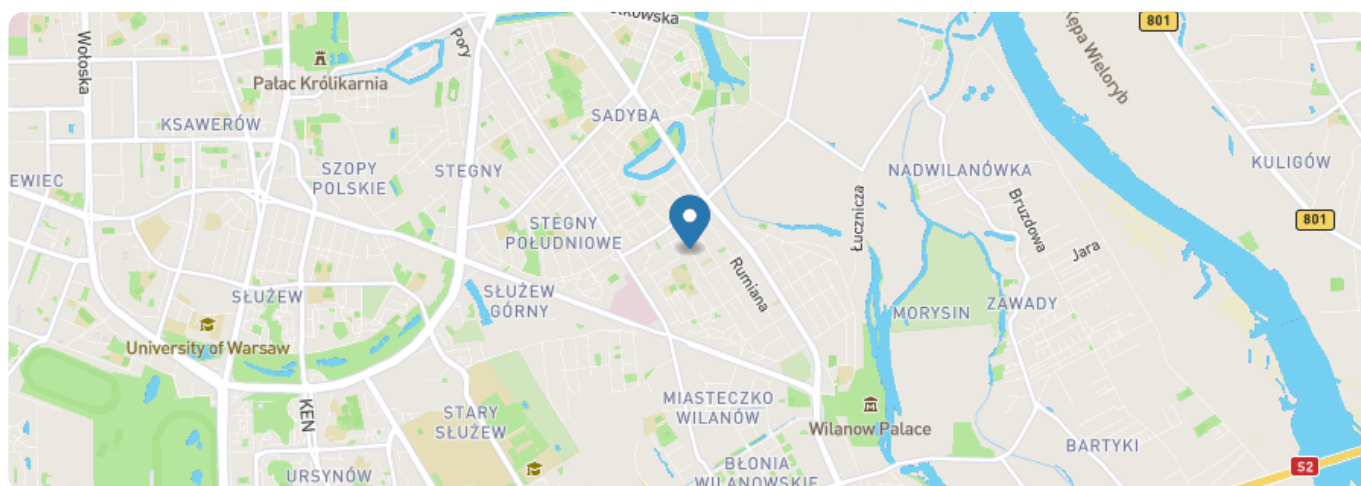 801
Wołoska
Pory
Kępa Wieloryb
Pałac Królikarnia
KSAWERÓW
SADYBA
EWIEC
SZOPY
POLSKIE
STEGNY
NADWILANÓWKA
KULIGÓW
801
STEGNY
POŁUDNIOWE
Łucznicza
Bruzdowa
Jara
Rumiana
SŁUŻEW
SŁUŻEW
GÓRNY
MORYSIN
ZAWADY
University of Warsaw
KEN
STARY
SŁUŻEW
MIASTECZKO
WILANÓW
Wilanow Palace
BARTYKI
URSYNÓW
BŁONIA
WILANOWSKIE
S2